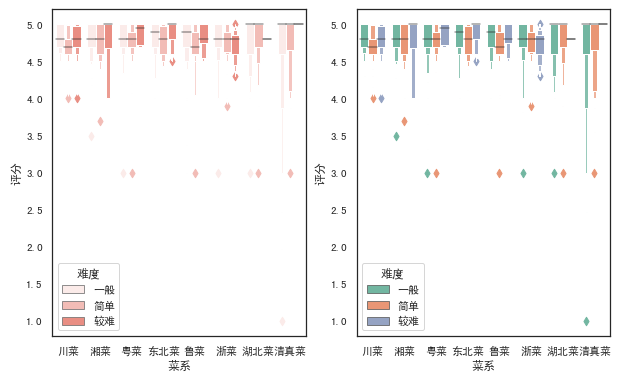 5.0
4.5
4.0
3.5
3.0
2.5
2.0
1.5
1.0
评分
难度
一般
简单
较难
川菜 湘菜 粤菜 东北菜 鲁菜 浙菜 湖北菜 清真菜
菜系
5.0
4.5
4.0
3.5
3.0
2.5
2.0
1.5
1.0
评分
难度
一般
简单
较难
川菜 湘菜 粤菜 东北菜 鲁菜 浙菜 湖北菜 清真菜
菜系